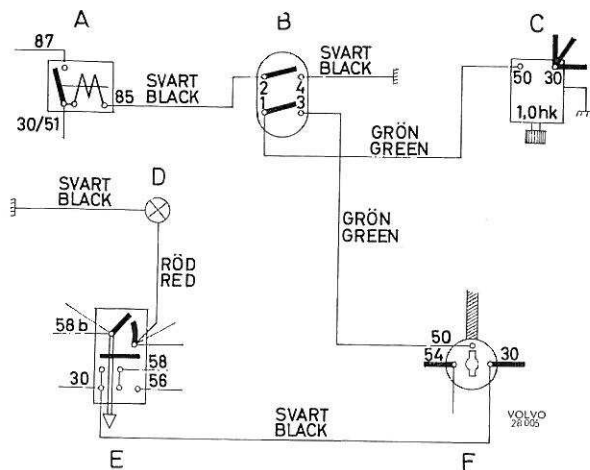 A
B
C
87
85
30/51
SVART
BLACK
2
4
1
3
SVART
BLACK
50
30
1,0hk
GRÖN
GREEN
D
SVART
BLACK
GRÖN
GREEN
RÖD
RED
58b
58
30
56
50
54
30
SVART
BLACK
VOLVO
28 005
E
F